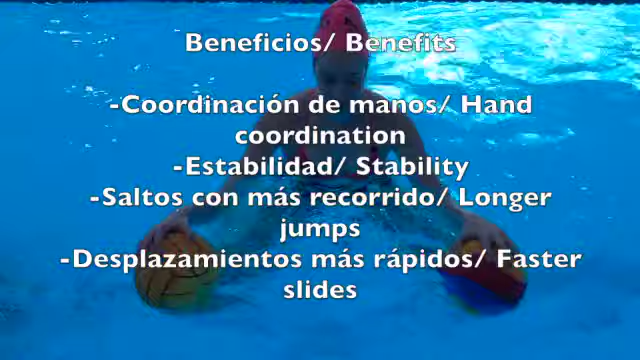 Beneficios/ Benefits
-Coordinación de manos/ Hand
coordination
-Estabilidad/ Stability
-Saltos con más recorrido/ Longer
jumps
-Desplazamientos más rápidos/ Faster
slides